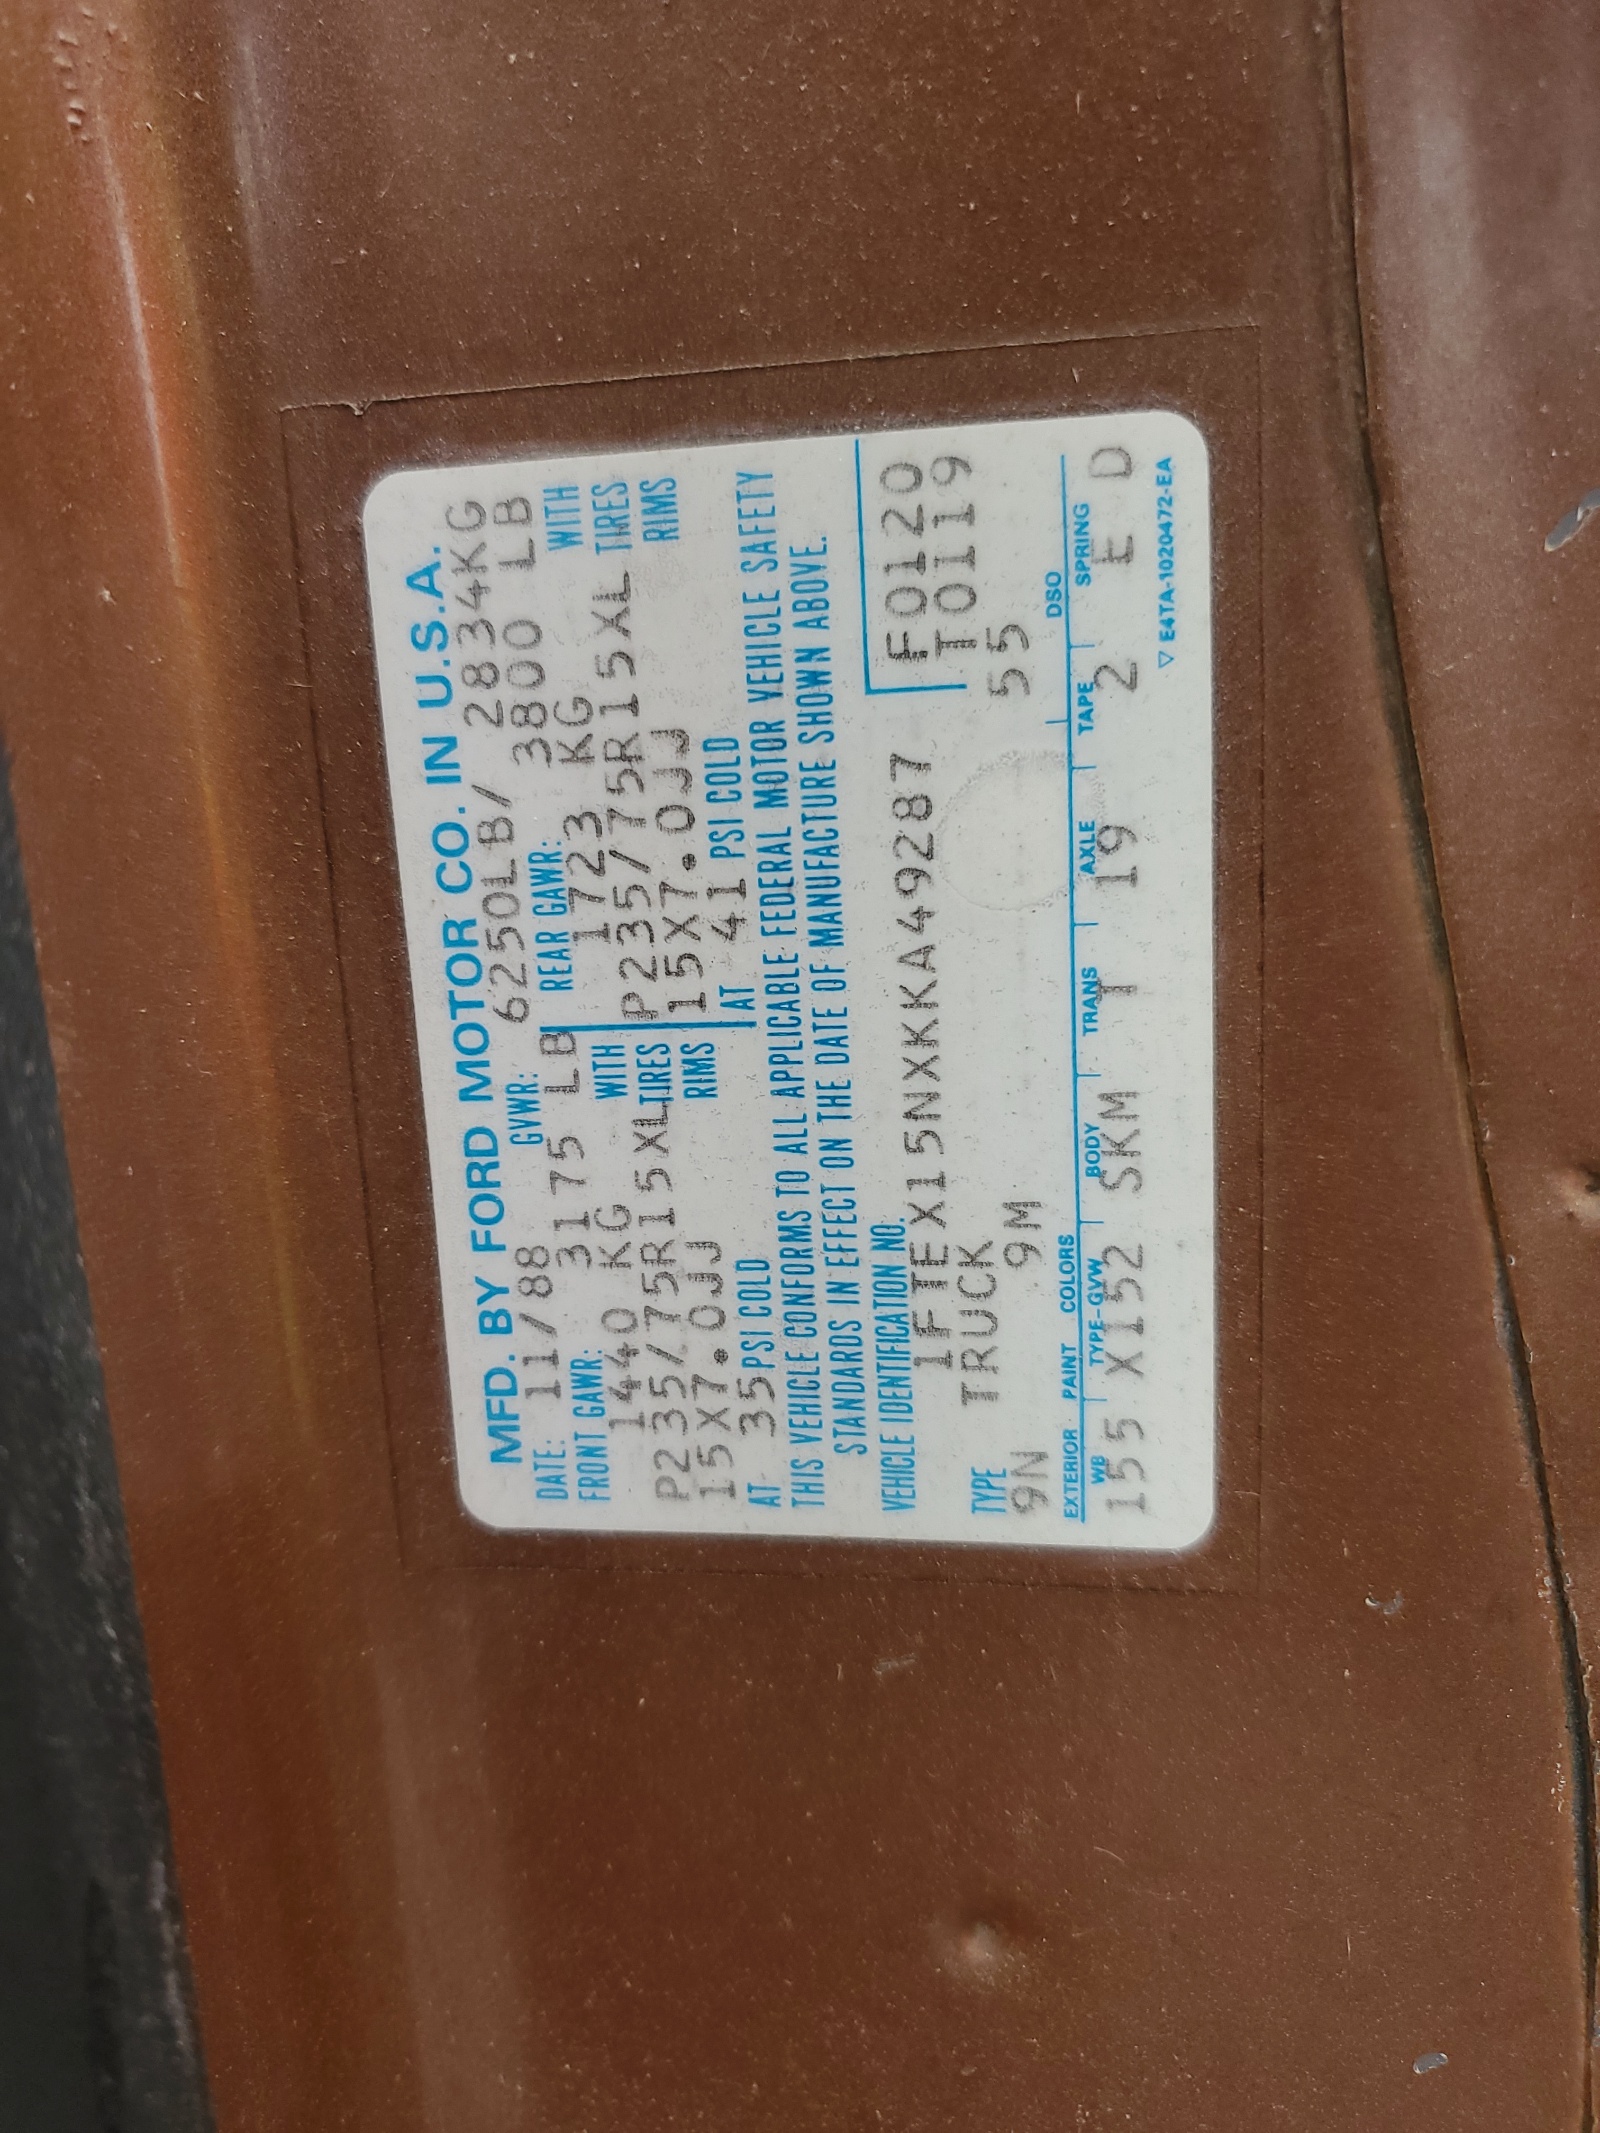 MFD. BY FORD MOTOR CO. IN U.S.A.
DATE: 11/88 GVWR: 6250LB/ 2834KG
FRONT GAWR: 3175 LB REAR GAWR: 3800 LB
1440 KG WITH 1723 KG WITH
P235/75R15XL TIRES P235/75R15XL TIRES
15X7.0JJ RIMS 15X7.0JJ RIMS
AT 35 PSI COLD AT 41 PSI COLD
THIS VEHICLE CONFORMS TO ALL APPLICABLE FEDERAL MOTOR VEHICLE SAFETY
STANDARDS IN EFFECT ON THE DATE OF MANUFACTURE SHOWN ABOVE.
VEHICLE IDENTIFICATION NO.
1FTEX15NXKKA49287 F0120
TYPE TRUCK T0119
9N 9M 55
EXTERIOR PAINT COLORS DSO
WB TYPE-GVW BODY TRANS AXLE TAPE SPRING
155 X152 SKM T 19 2 E D
▽ E4TA-1020472-EA